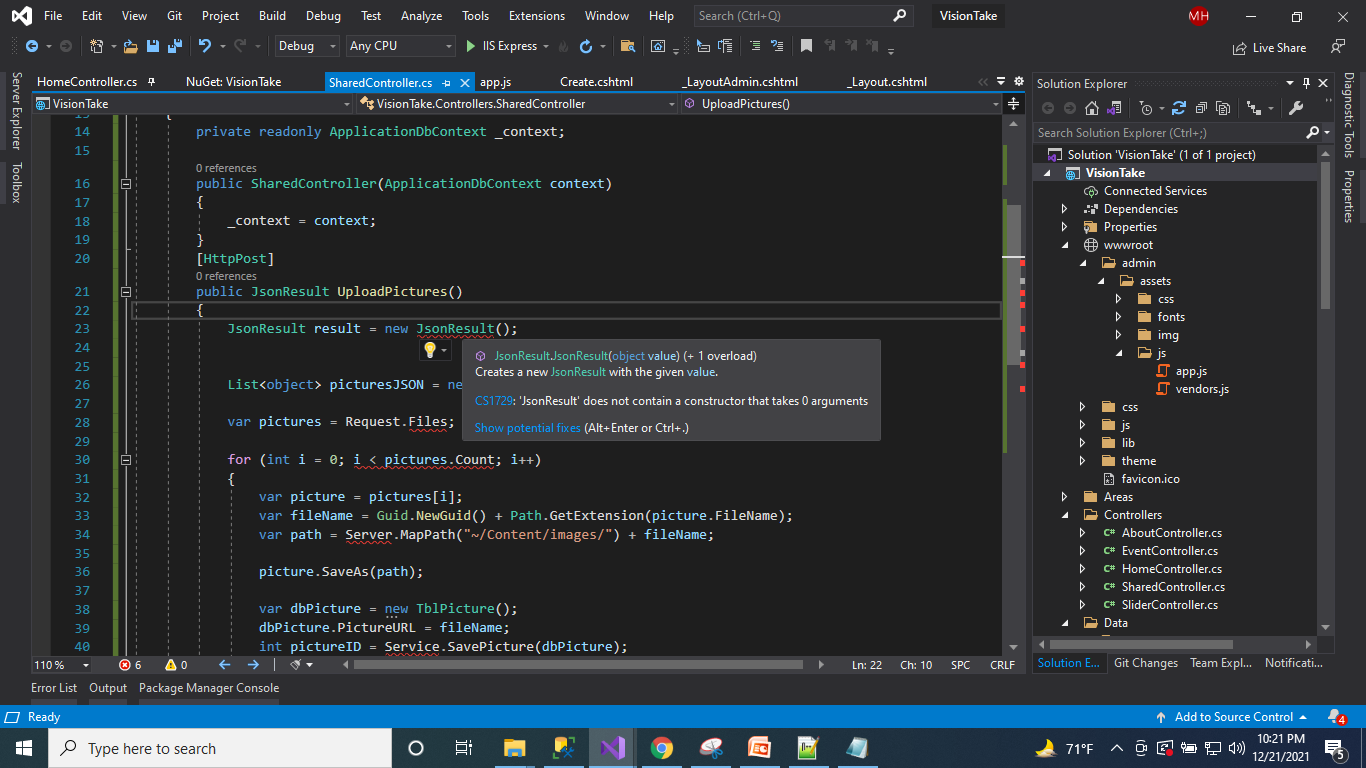 File Edit View Git Project Build Debug Test Analyze Tools Extensions Window Help Search (Ctrl+Q) VisionTake MH
Debug Any CPU IIS Express Live Share
HomeController.cs NuGet: VisionTake SharedController.cs app.js Create.cshtml _LayoutAdmin.cshtml _Layout.cshtml
VisionTake VisionTake.Controllers.SharedController UploadPictures()
Server Explorer
Toolbox
14 private readonly ApplicationDbContext _context;
15
0 references
16 public SharedController(ApplicationDbContext context)
17 {
18 _context = context;
19 }
20 [HttpPost]
0 references
21 public JsonResult UploadPictures()
22 {
23 JsonResult result = new JsonResult();
24
25
26 List<object> picturesJSON = ne
27
28 var pictures = Request.Files;
29
30 for (int i = 0; i < pictures.Count; i++)
31 {
32 var picture = pictures[i];
33 var fileName = Guid.NewGuid() + Path.GetExtension(picture.FileName);
34 var path = Server.MapPath("~/Content/images/") + fileName;
35
36 picture.SaveAs(path);
37
38 var dbPicture = new TblPicture();
39 dbPicture.PictureURL = fileName;
40 int pictureID = Service.SavePicture(dbPicture);
JsonResult.JsonResult(object value) (+ 1 overload)
Creates a new JsonResult with the given value.
CS1729: 'JsonResult' does not contain a constructor that takes 0 arguments
Show potential fixes (Alt+Enter or Ctrl+.)
110 % 6 0 Ln: 22 Ch: 10 SPC CRLF
Solution Explorer
Search Solution Explorer (Ctrl+;)
Solution 'VisionTake' (1 of 1 project)
VisionTake
Connected Services
Dependencies
Properties
wwwroot
admin
assets
css
fonts
img
js
app.js
vendors.js
css
js
lib
theme
favicon.ico
Areas
Controllers
AboutController.cs
EventController.cs
HomeController.cs
SharedController.cs
SliderController.cs
Data
Solution E... Git Changes Team Expl... Notificati...
Diagnostic Tools
Properties
Error List Output Package Manager Console
Ready Add to Source Control 4
Type here to search 71°F 10:21 PM
12/21/2021 5